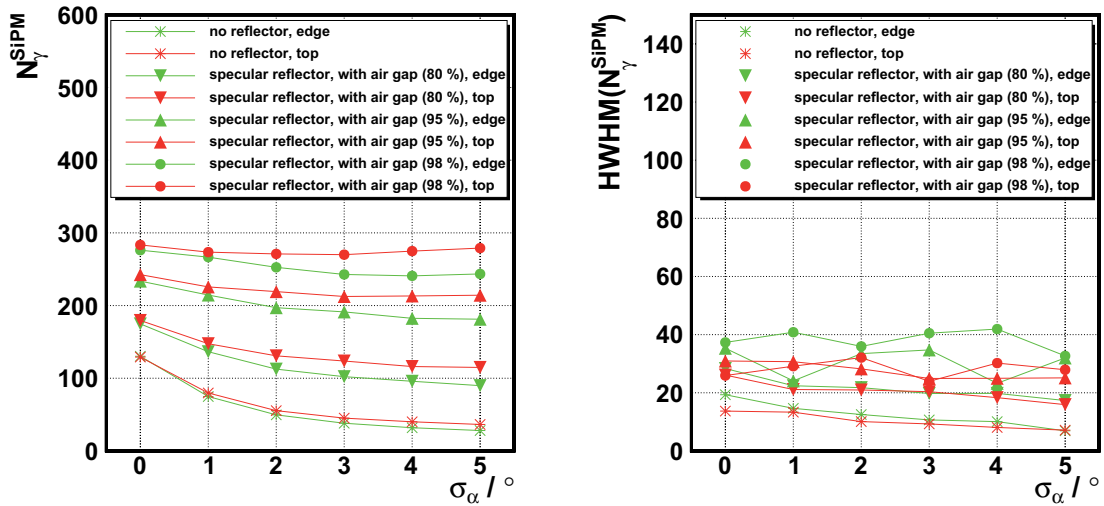 N_γ^SiPM
600
500
400
300
200
100
0
no reflector, edge
no reflector, top
specular reflector, with air gap (80 %), edge
specular reflector, with air gap (80 %), top
specular reflector, with air gap (95 %), edge
specular reflector, with air gap (95 %), top
specular reflector, with air gap (98 %), edge
specular reflector, with air gap (98 %), top
0 1 2 3 4 5
σ_α / °
HWHM(N_γ^SiPM)
140
120
100
80
60
40
20
0
no reflector, edge
no reflector, top
specular reflector, with air gap (80 %), edge
specular reflector, with air gap (80 %), top
specular reflector, with air gap (95 %), edge
specular reflector, with air gap (95 %), top
specular reflector, with air gap (98 %), edge
specular reflector, with air gap (98 %), top
0 1 2 3 4 5
σ_α / °